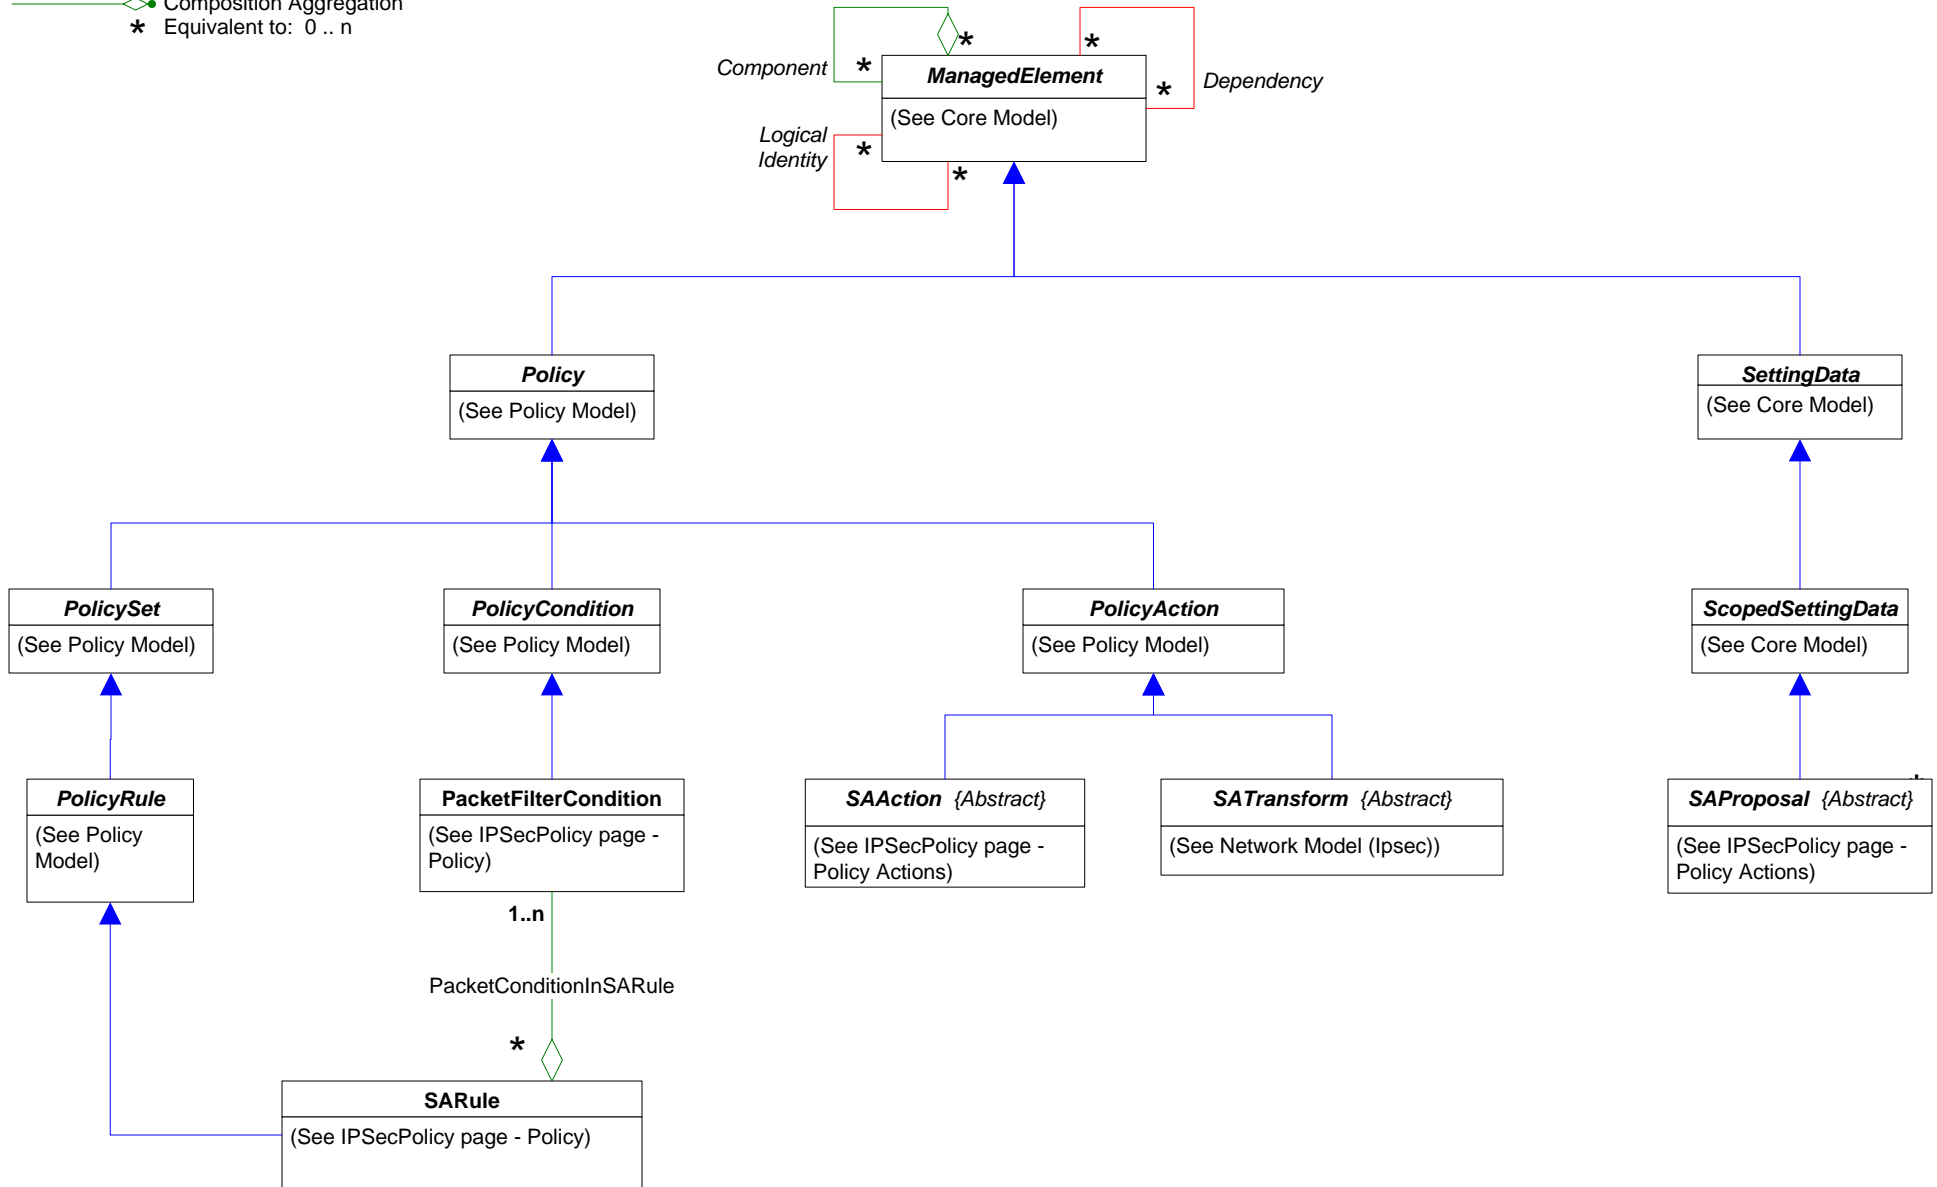 Composition Aggregation
* Equivalent to: 0 .. n
*
*
Component
*
ManagedElement
*
Dependency
(See Core Model)
Logical
Identity
*
*
Policy
(See Policy Model)
SettingData
(See Core Model)
PolicySet
(See Policy Model)
PolicyCondition
(See Policy Model)
PolicyAction
(See Policy Model)
ScopedSettingData
(See Core Model)
PolicyRule
(See Policy
Model)
PacketFilterCondition
(See IPSecPolicy page -
Policy)
SAAction {Abstract}
(See IPSecPolicy page -
Policy Actions)
SATransform {Abstract}
(See Network Model (Ipsec))
*
SAProposal {Abstract}
(See IPSecPolicy page -
Policy Actions)
1..n
PacketConditionInSARule
*
SARule
(See IPSecPolicy page - Policy)